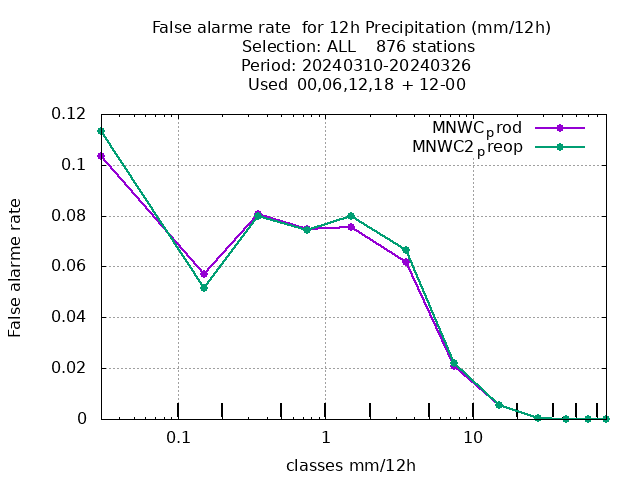 False alarme rate  for 12h Precipitation (mm/12h)
Selection: ALL    876 stations
Period: 20240310-20240326
Used  00,06,12,18  + 12-00
0.12
0.1
0.08
0.06
0.04
0.02
0
False alarme rate
MNWCprod
MNWC2preop
0.1
1
10
classes mm/12h